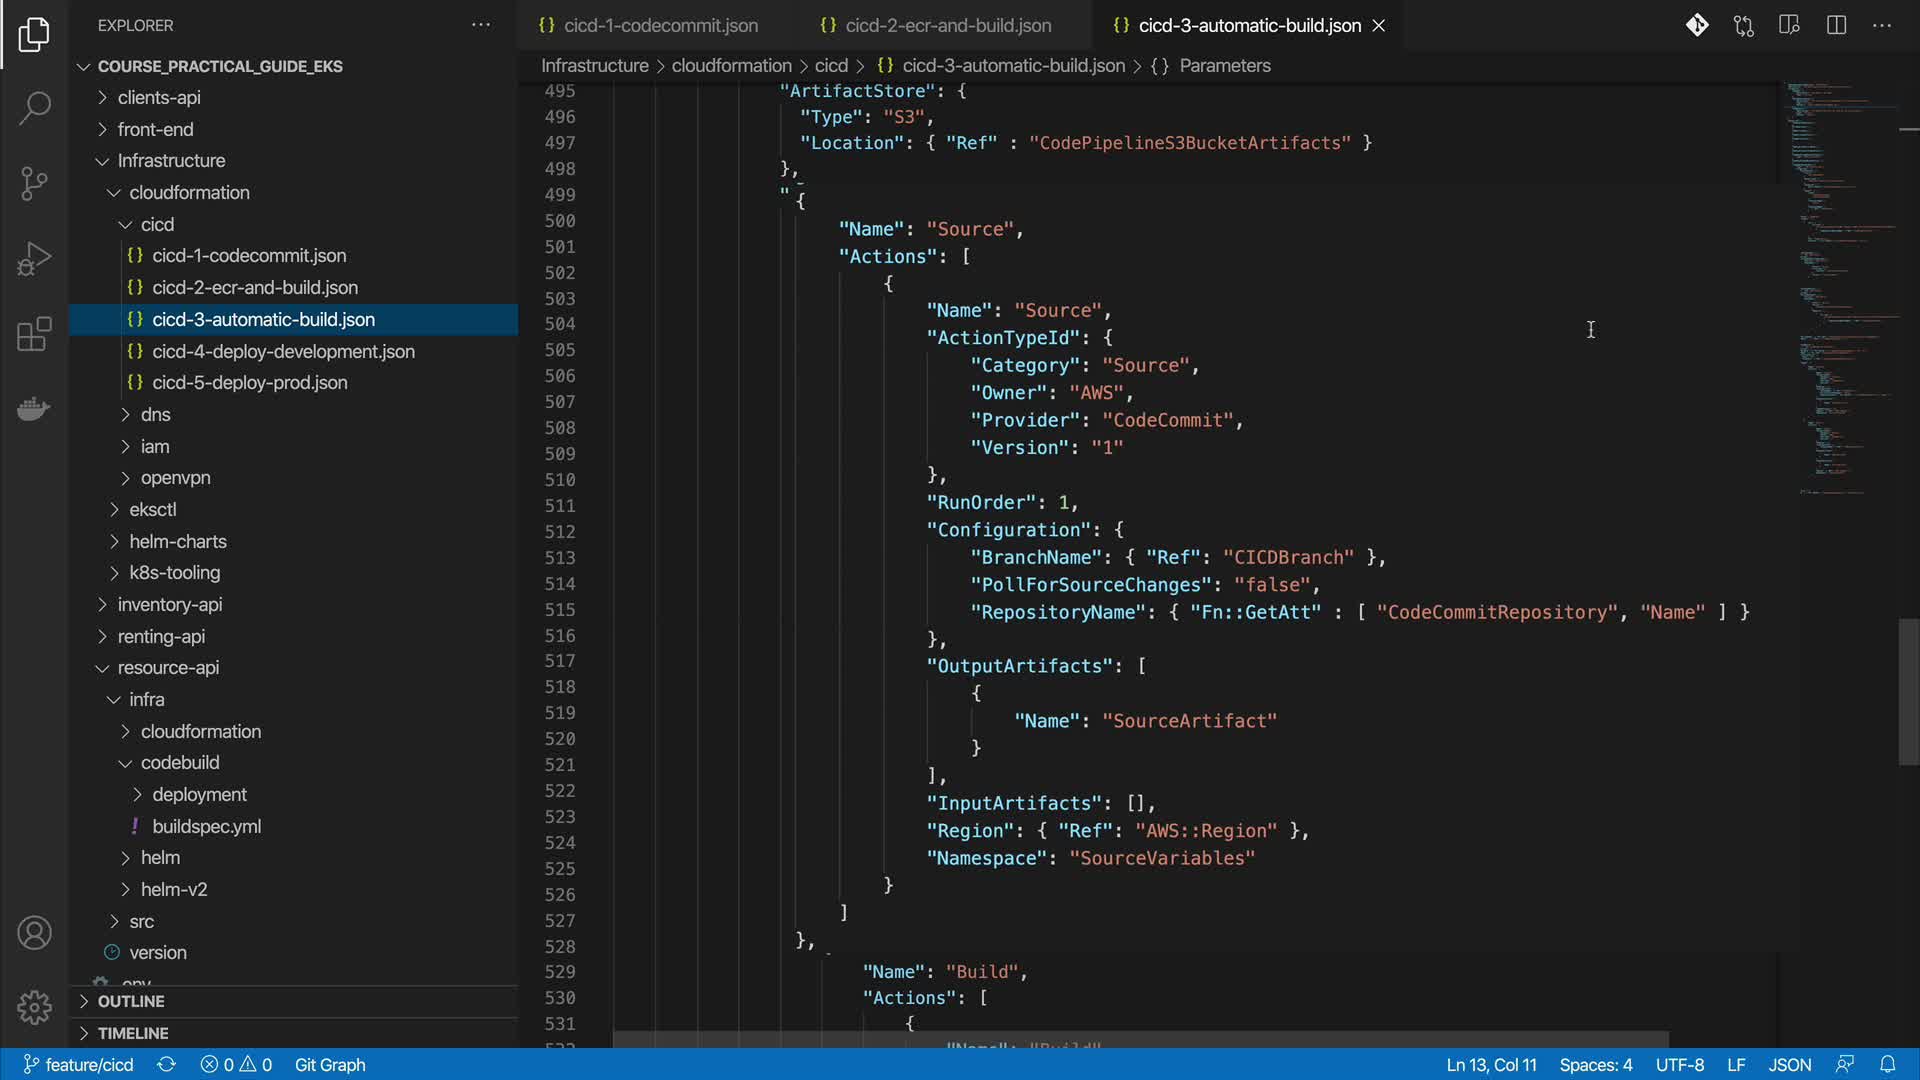 EXPLORER
COURSE_PRACTICAL_GUIDE_EKS
clients-api
front-end
Infrastructure
cloudformation
cicd
cicd-1-codecommit.json
cicd-2-ecr-and-build.json
cicd-3-automatic-build.json
cicd-4-deploy-development.json
cicd-5-deploy-prod.json
dns
iam
openvpn
eksctl
helm-charts
k8s-tooling
inventory-api
renting-api
resource-api
infra
cloudformation
codebuild
deployment
buildspec.yml
helm
helm-v2
src
version
OUTLINE
TIMELINE
cicd-1-codecommit.json
cicd-2-ecr-and-build.json
cicd-3-automatic-build.json
Infrastructure > cloudformation > cicd > {} cicd-3-automatic-build.json > {} Parameters
495 "ArtifactStore": {
496 "Type": "S3",
497 "Location": { "Ref" : "CodePipelineS3BucketArtifacts" }
498 },
499 " {
500 "Name": "Source",
501 "Actions": [
502 {
503 "Name": "Source",
504 "ActionTypeId": {
505 "Category": "Source",
506 "Owner": "AWS",
507 "Provider": "CodeCommit",
508 "Version": "1"
509 },
510 "RunOrder": 1,
511 "Configuration": {
512 "BranchName": { "Ref": "CICDBranch" },
513 "PollForSourceChanges": "false",
514 "RepositoryName": { "Fn::GetAtt" : [ "CodeCommitRepository", "Name" ] }
515 },
516 "OutputArtifacts": [
517 {
518 "Name": "SourceArtifact"
519 }
520 ],
521 "InputArtifacts": [],
522 "Region": { "Ref": "AWS::Region" },
523 "Namespace": "SourceVariables"
524 }
525 ]
526 },
527
528
529 "Name": "Build",
530 "Actions": [
531 {
feature/cicd
0 0
Git Graph
Ln 13, Col 11
Spaces: 4
UTF-8
LF
JSON